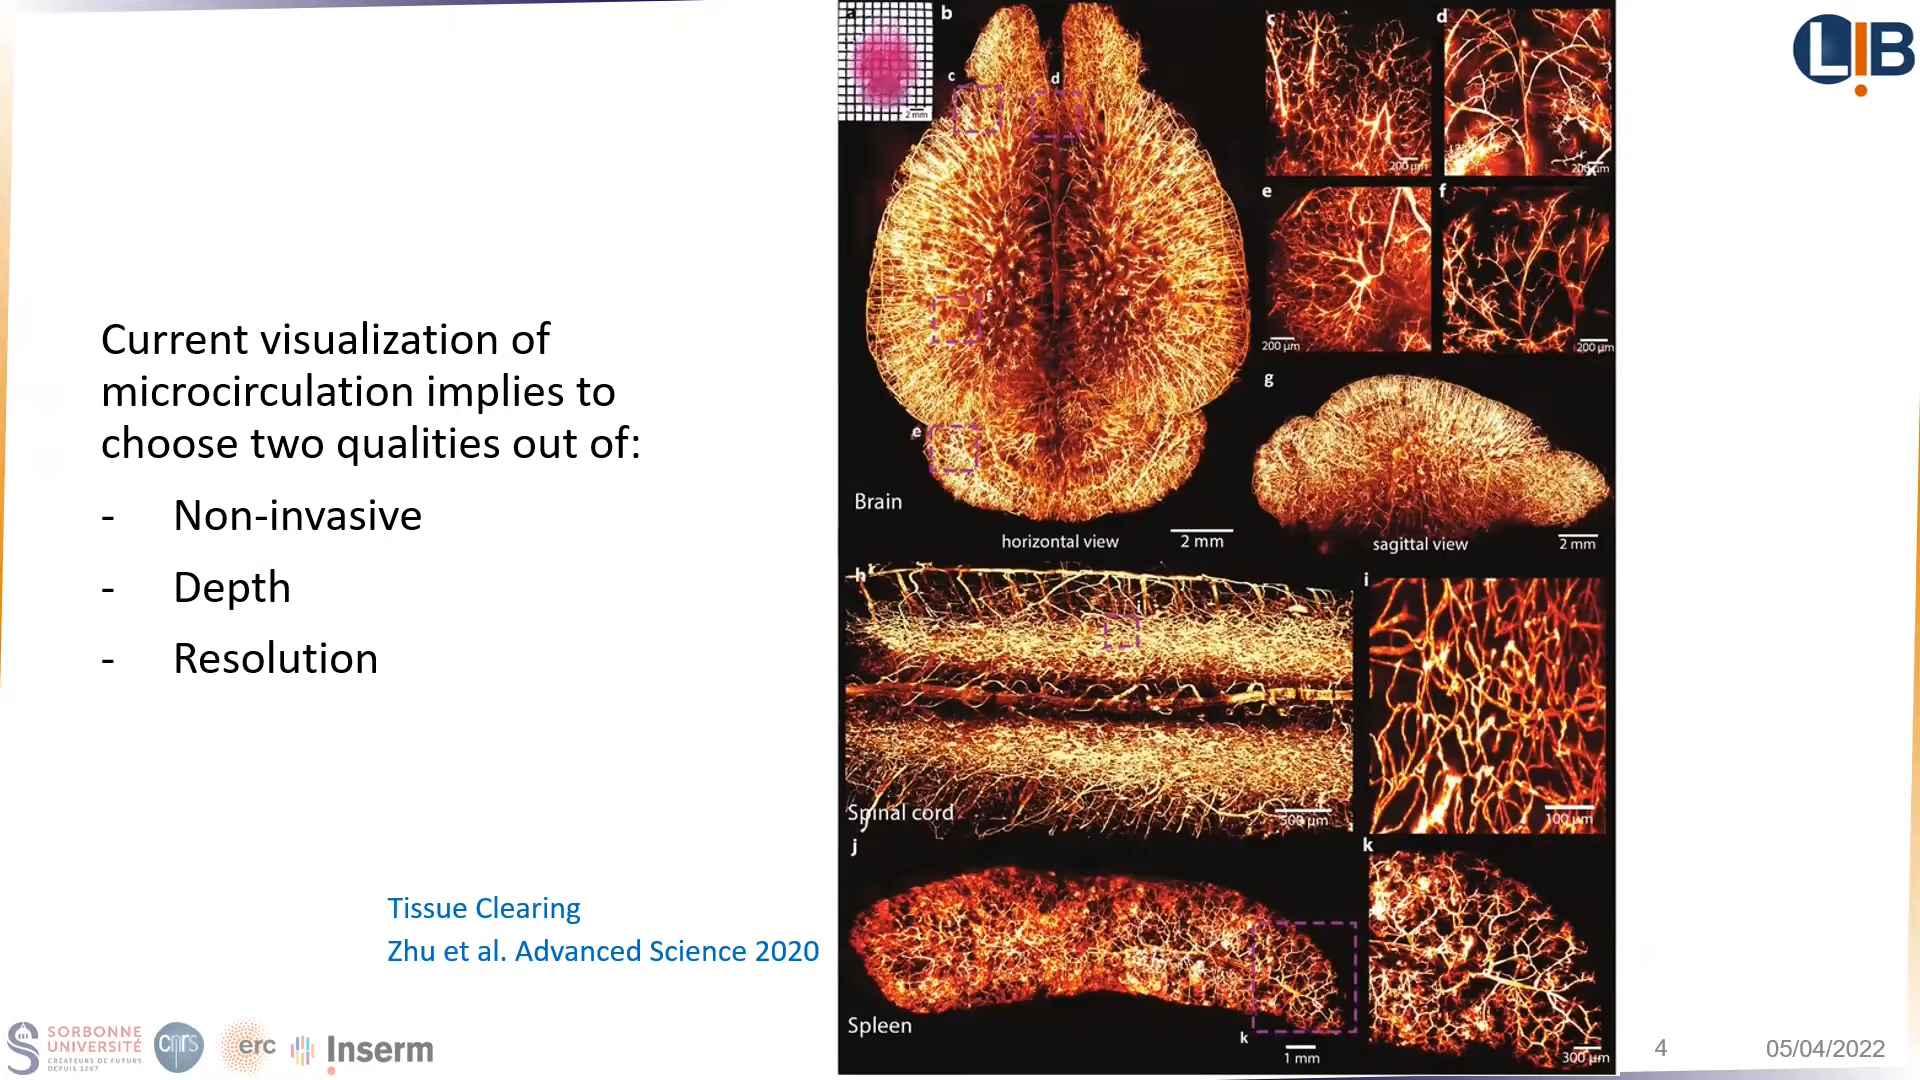 Current visualization of
microcirculation implies to
choose two qualities out of:
- Non-invasive
- Depth
- Resolution
Tissue Clearing
Zhu et al. Advanced Science 2020
a
2 mm
b
c
d
f
e
Brain
horizontal view
2 mm
c
200 µm
d
200 µm
e
200 µm
f
200 µm
g
sagittal view
2 mm
h
i
Spinal cord
500 µm
i
100 µm
j
Spleen
k
1 mm
k
300 µm
LIB
SORBONNE
UNIVERSITÉ
CRÉATEURS DE FUTURS
DEPUIS 1257
cnrs
erc
Inserm
4
05/04/2022